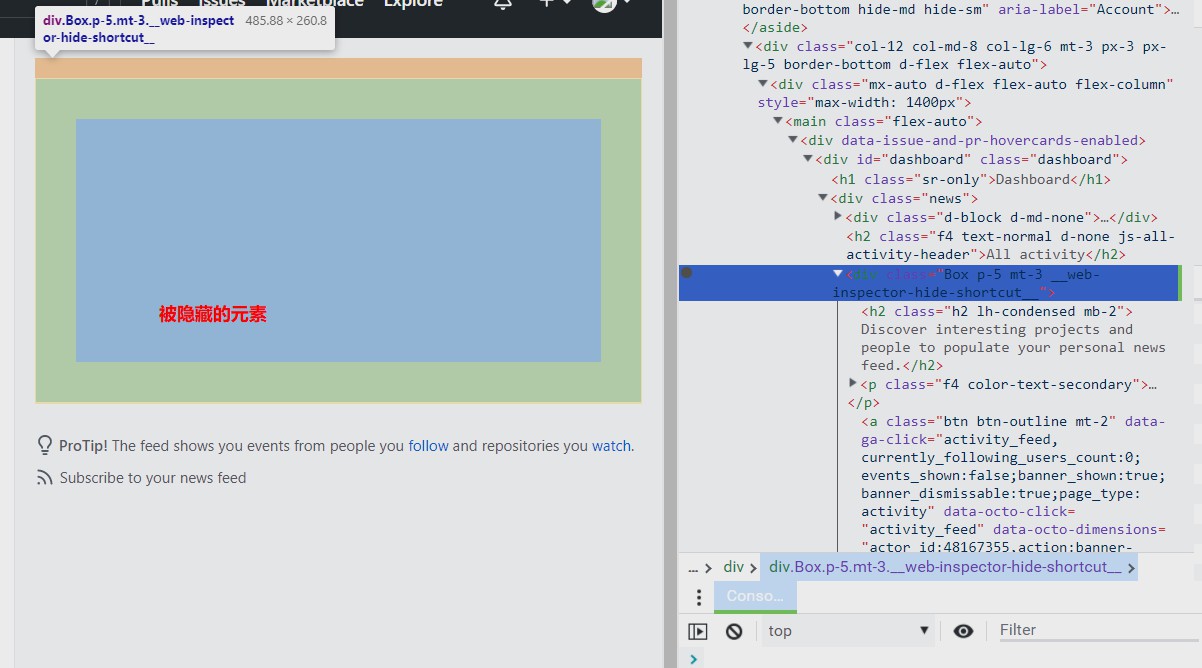 Pulls Issues Marketplace Explore
div.Box.p-5.mt-3.__web-inspect 485.88 × 260.8
or-hide-shortcut__
被隐藏的元素
ProTip! The feed shows you events from people you follow and repositories you watch.
Subscribe to your news feed
border-bottom hide-md hide-sm" aria-label="Account">…
</aside>
<div class="col-12 col-md-8 col-lg-6 mt-3 px-3 px-
lg-5 border-bottom d-flex flex-auto">
<div class="mx-auto d-flex flex-auto flex-column"
style="max-width: 1400px">
<main class="flex-auto">
<div data-issue-and-pr-hovercards-enabled>
<div id="dashboard" class="dashboard">
<h1 class="sr-only">Dashboard</h1>
<div class="news">
<div class="d-block d-md-none">…</div>
<h2 class="f4 text-normal d-none js-all-
activity-header">All activity</h2>
<div class="Box p-5 mt-3 __web-
inspector-hide-shortcut__ ">
<h2 class="h2 lh-condensed mb-2">
Discover interesting projects and
people to populate your personal news
feed.</h2>
<p class="f4 color-text-secondary">…
</p>
<a class="btn btn-outline mt-2" data-
ga-click="activity_feed,
currently_following_users_count:0;
events_shown:false;banner_shown:true;
banner_dismissable:true;page_type:
activity" data-octo-click=
"activity_feed" data-octo-dimensions=
"actor_id:48167355,action:banner-
… div div.Box.p-5.mt-3.__web-inspector-hide-shortcut__
Conso…
top Filter